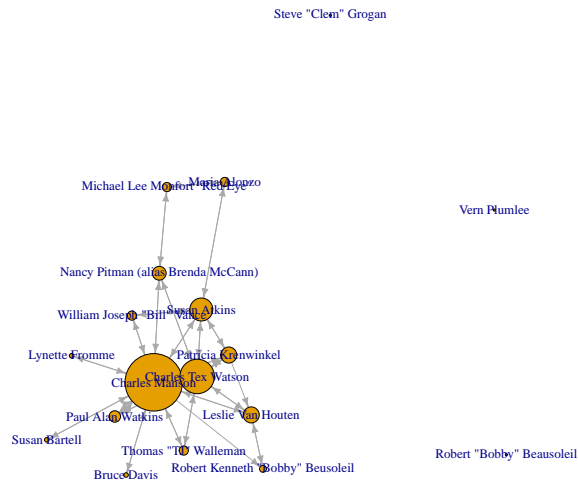 Steve "Clem" Grogan
Maria Alonzo
Michael Lee Monfort "Red Eye"
Vern Plumlee
Nancy Pitman (alias Brenda McCann)
Susan Atkins
William Joseph "Bill" Vance
Lynette Fromme
Patricia Krenwinkel
Charles Tex Watson
Charles Manson
Paul Alan Watkins
Leslie Van Houten
Susan Bartell
Thomas "TJ" Walleman
Robert "Bobby" Beausoleil
Robert Kenneth "Bobby" Beusoleil
Bruce Davis